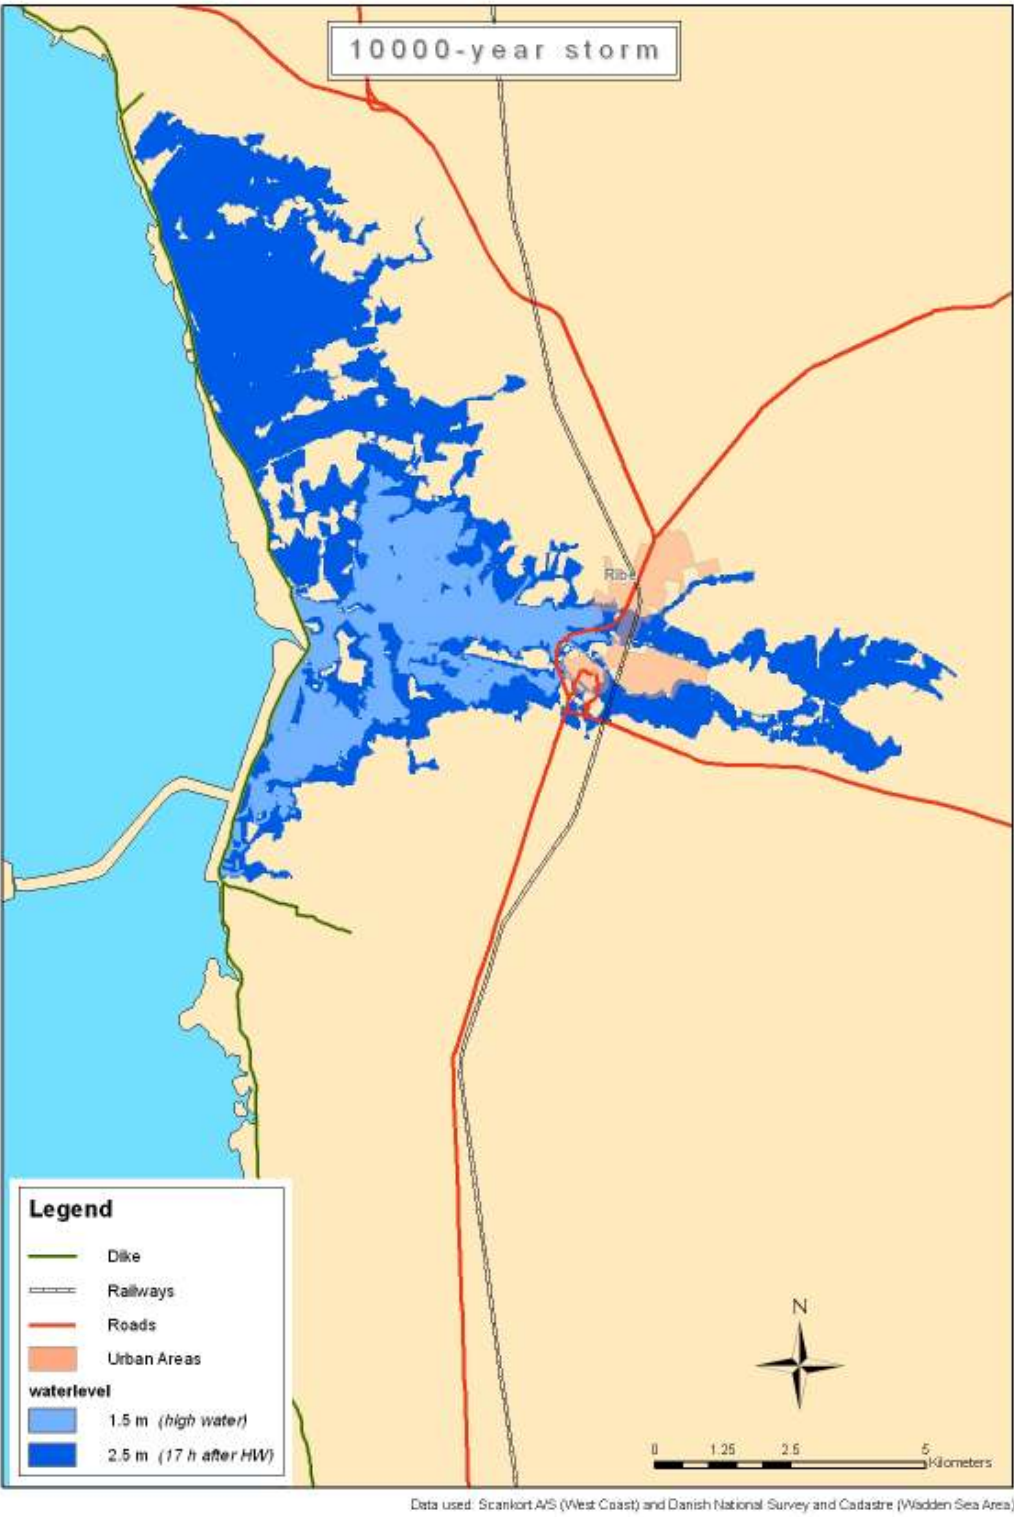 10000-year storm
Ribe
Legend
Dike
Railways
Roads
Urban Areas
waterlevel
1.5 m (high water)
2.5 m (17 h after HW)
N
0 1.25 2.5 5
Kilometers
Data used: Scankort A/S (West Coast) and Danish National Survey and Cadastre (Wadden Sea Area)